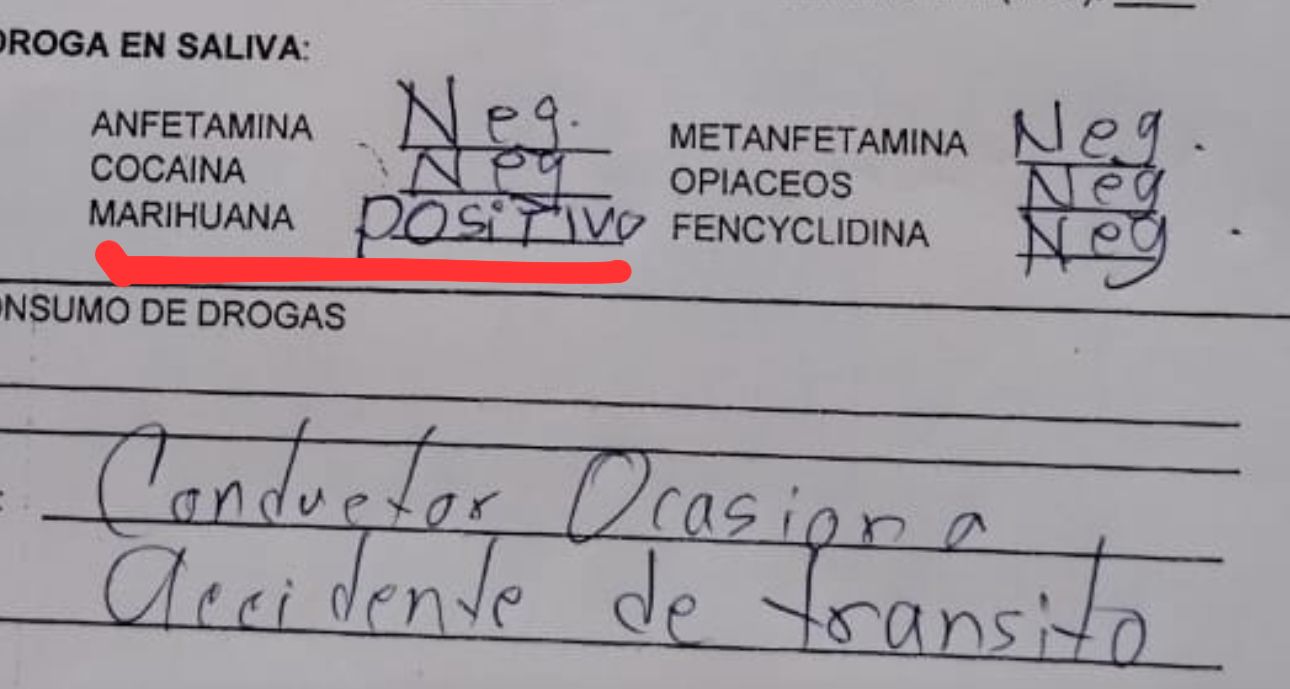 DROGA EN SALIVA:
ANFETAMINA Neg. METANFETAMINA Neg.
COCAINA Neg OPIACEOS Neg
MARIHUANA POSiTIVO FENCYCLIDINA Neg
CONSUMO DE DROGAS
Conductor Ocasiona
accidente de transito